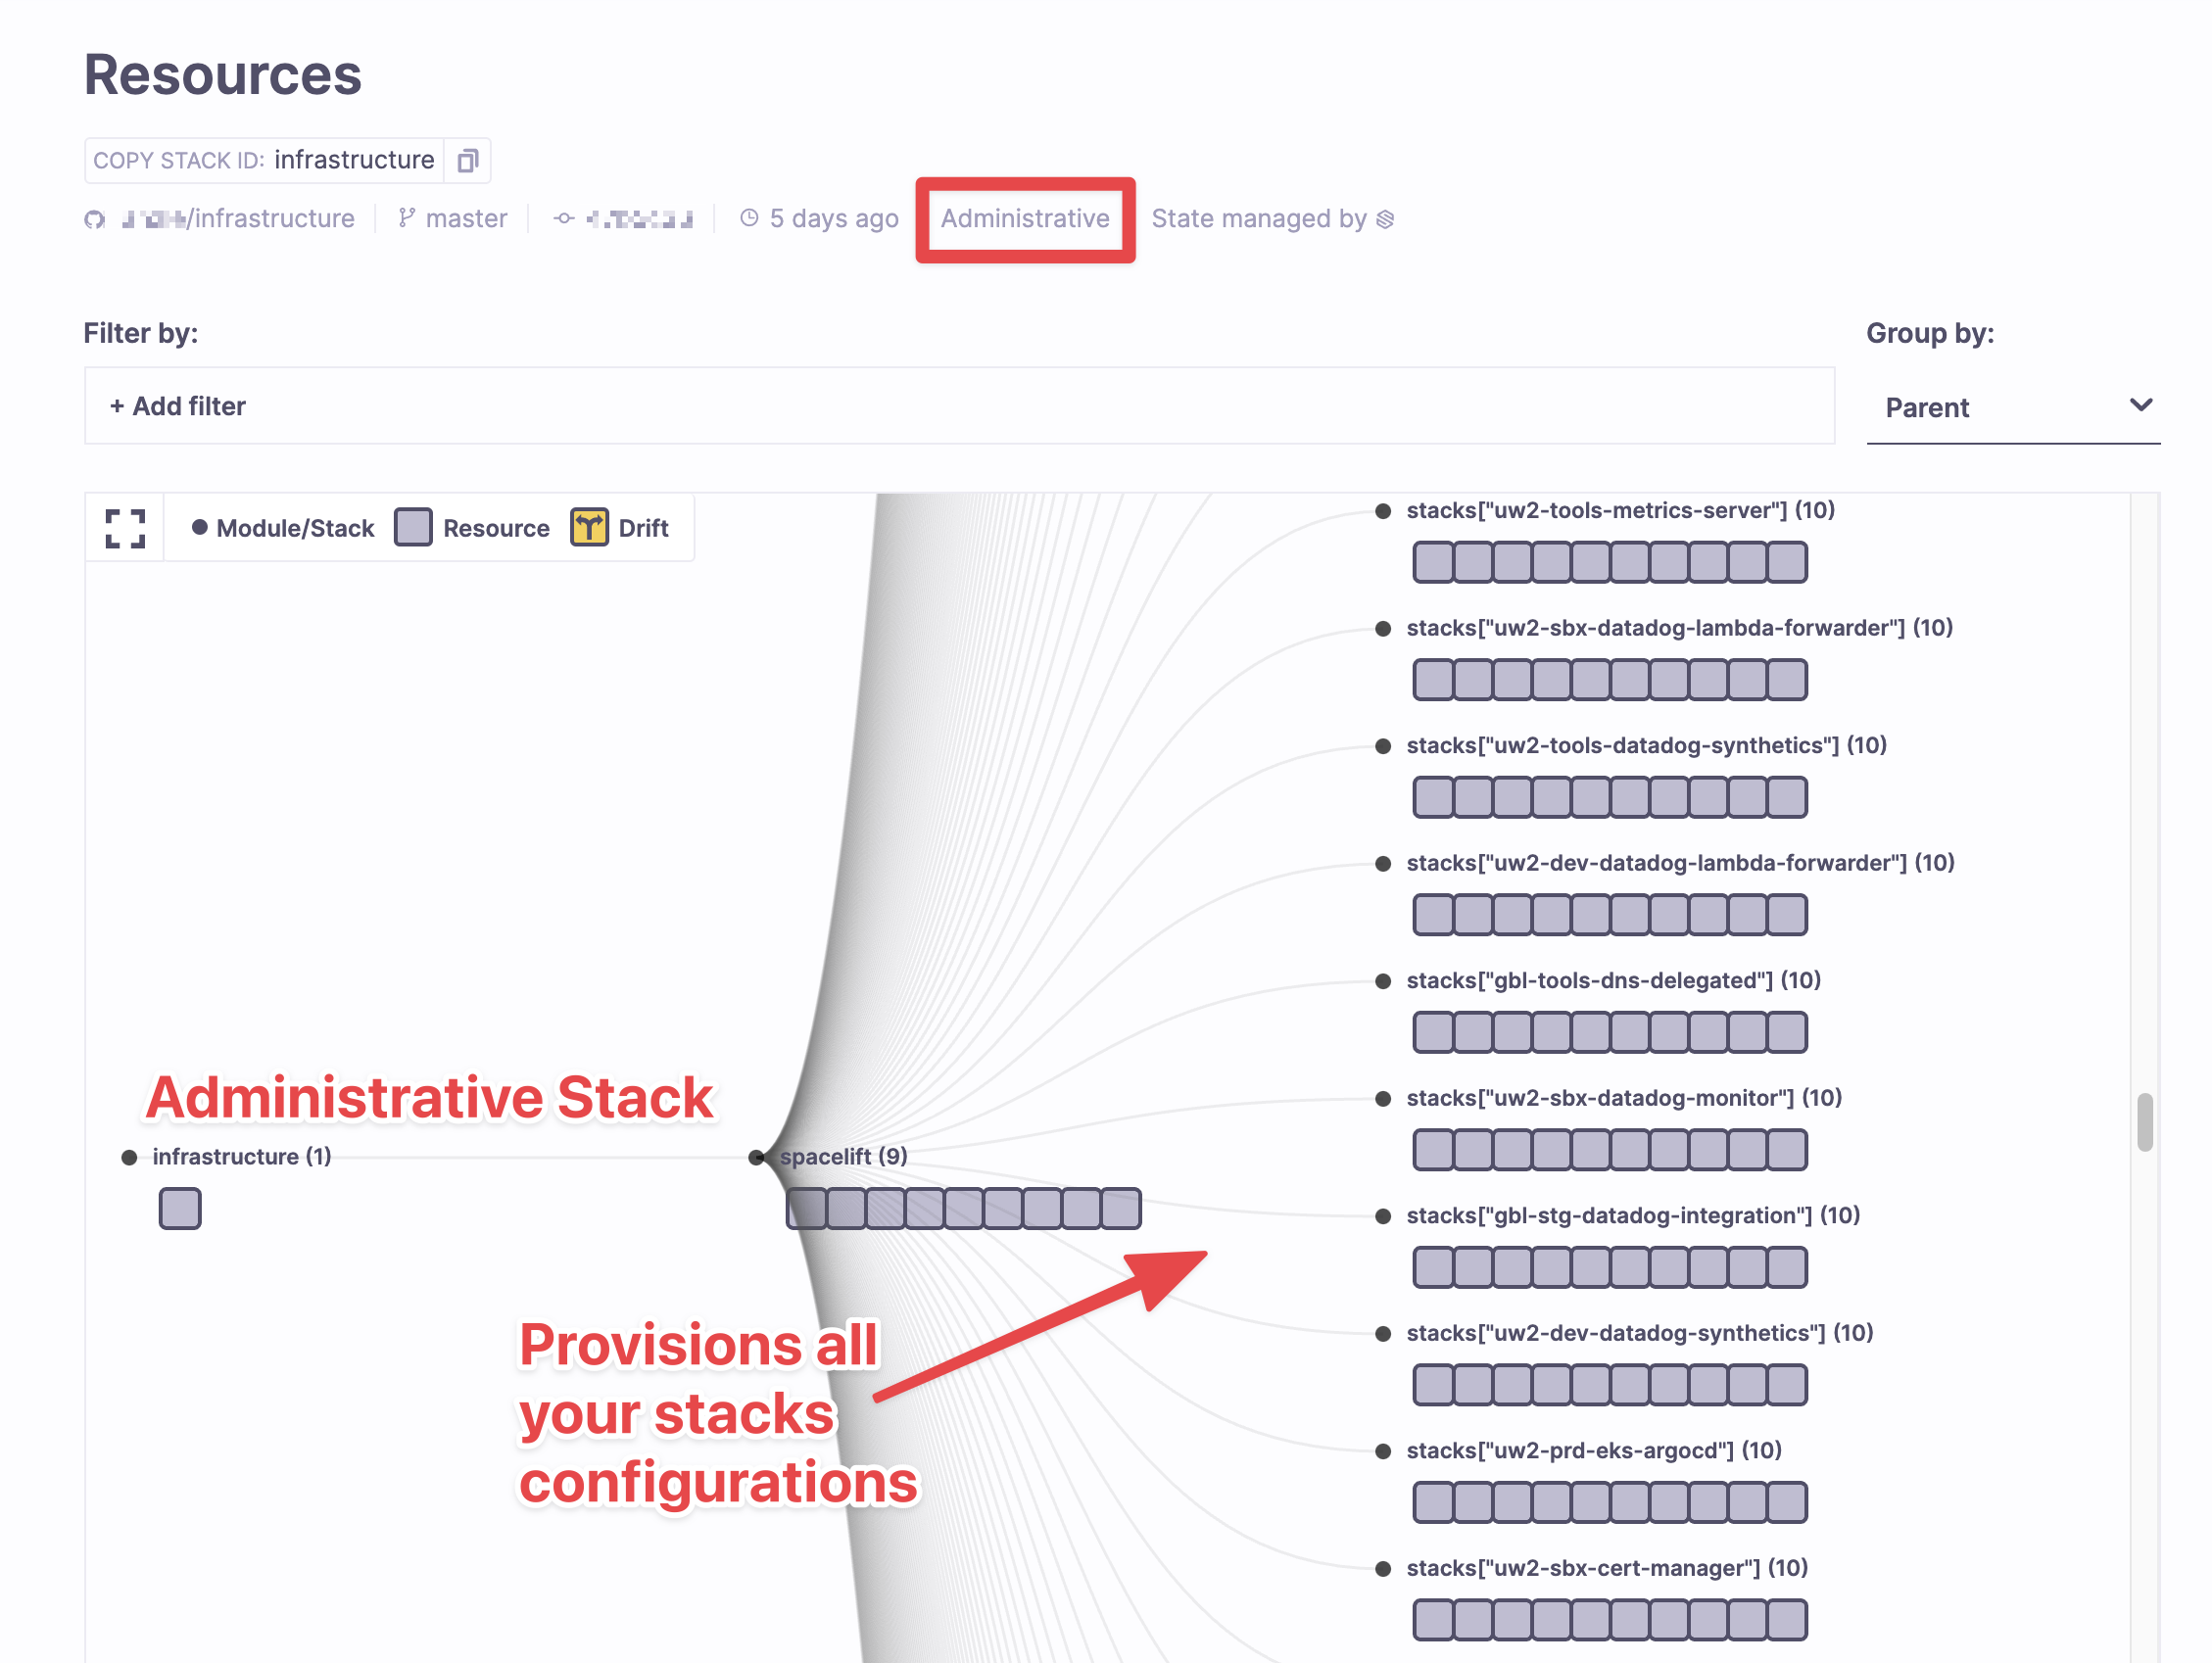 Resources
COPY STACK ID: infrastructure
/infrastructure master 5 days ago Administrative State managed by
Filter by:
Group by:
+ Add filter
Parent
Module/Stack Resource Drift
stacks["uw2-tools-metrics-server"] (10)
stacks["uw2-sbx-datadog-lambda-forwarder"] (10)
stacks["uw2-tools-datadog-synthetics"] (10)
stacks["uw2-dev-datadog-lambda-forwarder"] (10)
stacks["gbl-tools-dns-delegated"] (10)
stacks["uw2-sbx-datadog-monitor"] (10)
Administrative Stack
infrastructure (1)
spacelift (9)
stacks["gbl-stg-datadog-integration"] (10)
Provisions all
your stacks
configurations
stacks["uw2-dev-datadog-synthetics"] (10)
stacks["uw2-prd-eks-argocd"] (10)
stacks["uw2-sbx-cert-manager"] (10)